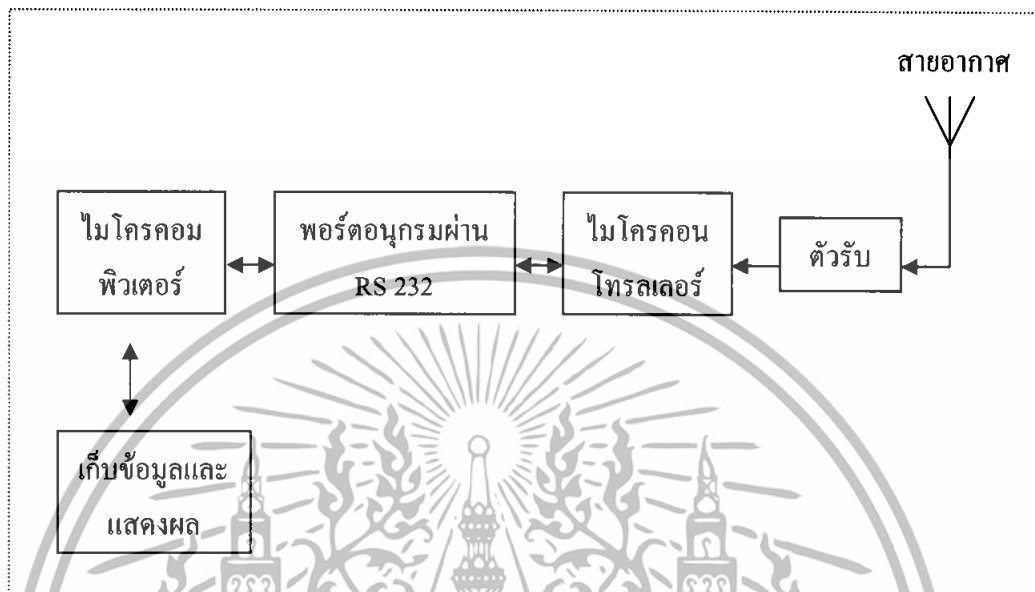 สายอากาศ
ไมโครคอม
พิวเตอร์
พอร์ตอนุกรมผ่าน
RS 232
ไมโครคอน
โทรลเลอร์
ตัวรับ
เก็บข้อมูลและ
แสดงผล